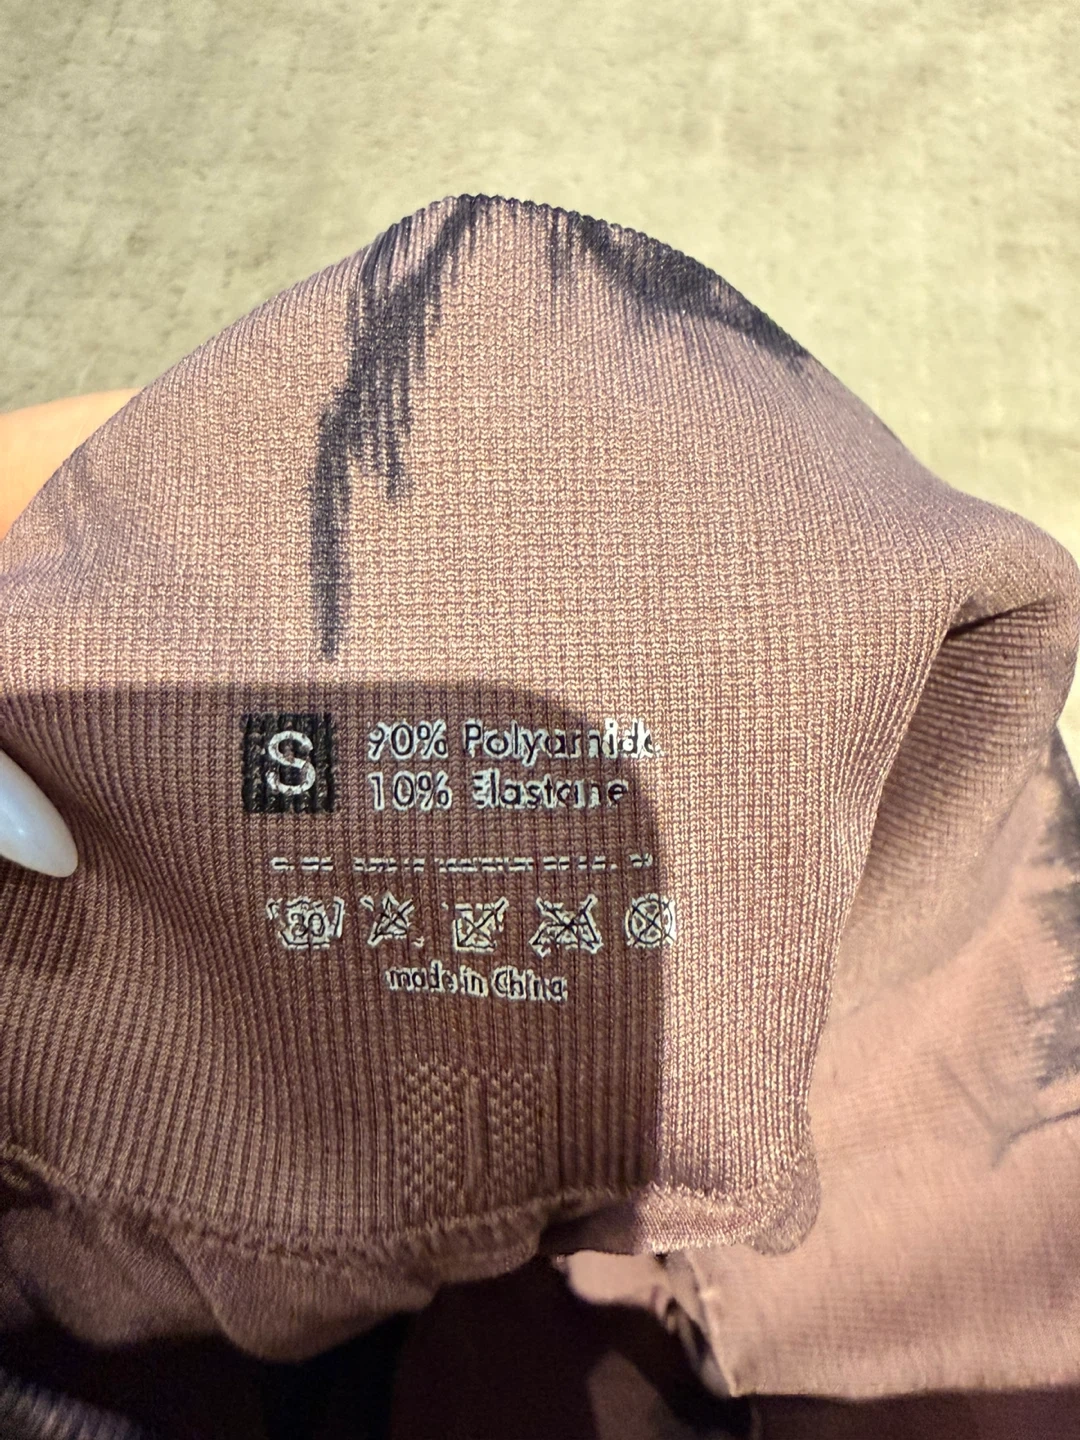 S
90% Polyamide
10% Elastane
30
made in China